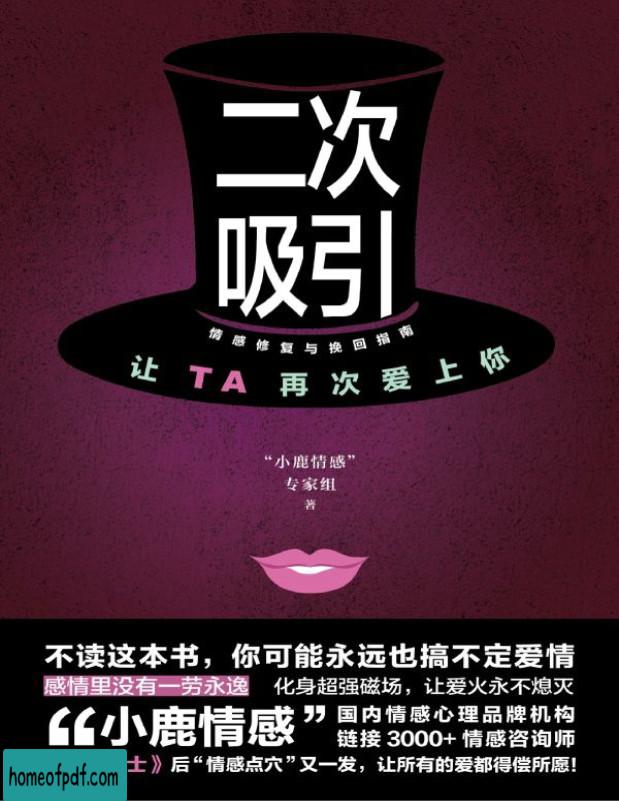 二次
吸引
情感修复与挽回指南
让TA再次爱上你
“小鹿情感”
专家组
著
不读这本书，你可能永远也搞不定爱情
感情里没有一劳永逸 化身超强磁场，让爱火永不熄灭
“小鹿情感” 国内情感心理品牌机构
链接 3000+ 情感咨询师
士》后“情感点穴”又一发，让所有的爱都得偿所愿！
homeofpdf.com